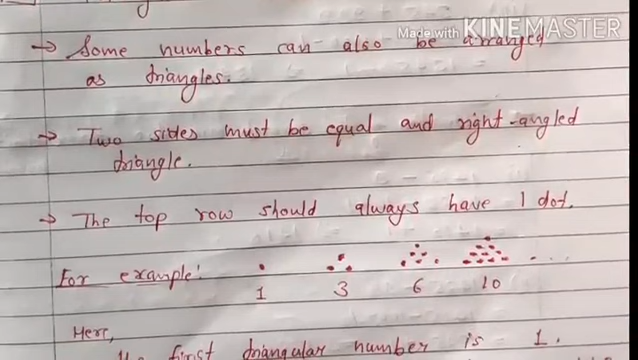 Made with KINEMASTER
→ Some numbers can also be arranged
as triangles.
→ Two sides must be equal and right-angled
triangle.
→ The top row should always have 1 dot.
For example:
1 3 6 10 ...
Here,
first triangular number is 1.